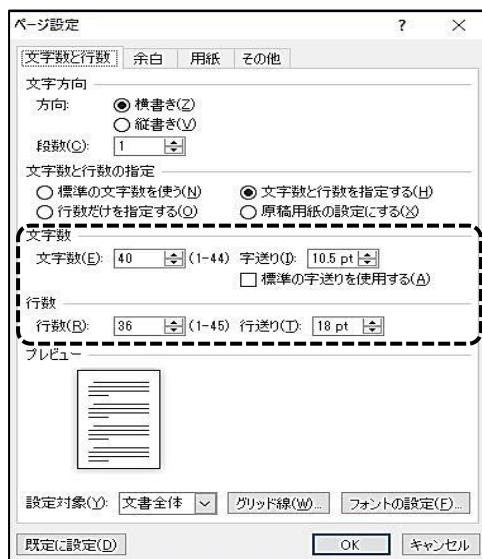 ページ設定 ? ×
文字数と行数 余白 用紙 その他
文字方向
方向: 横書き(Z)
縦書き(V)
段数(C): 1
文字数と行数の指定
標準の文字数を使う(N) 文字数と行数を指定する(H)
行数だけを指定する(O) 原稿用紙の設定にする(X)
文字数
文字数(E): 40 (1-44) 字送り(I): 10.5 pt
標準の字送りを使用する(A)
行数
行数(R): 36 (1-45) 行送り(T): 18 pt
プレビュー
設定対象(Y): 文書全体 グリッド線(W)... フォントの設定(F)...
既定に設定(D) OK キャンセル